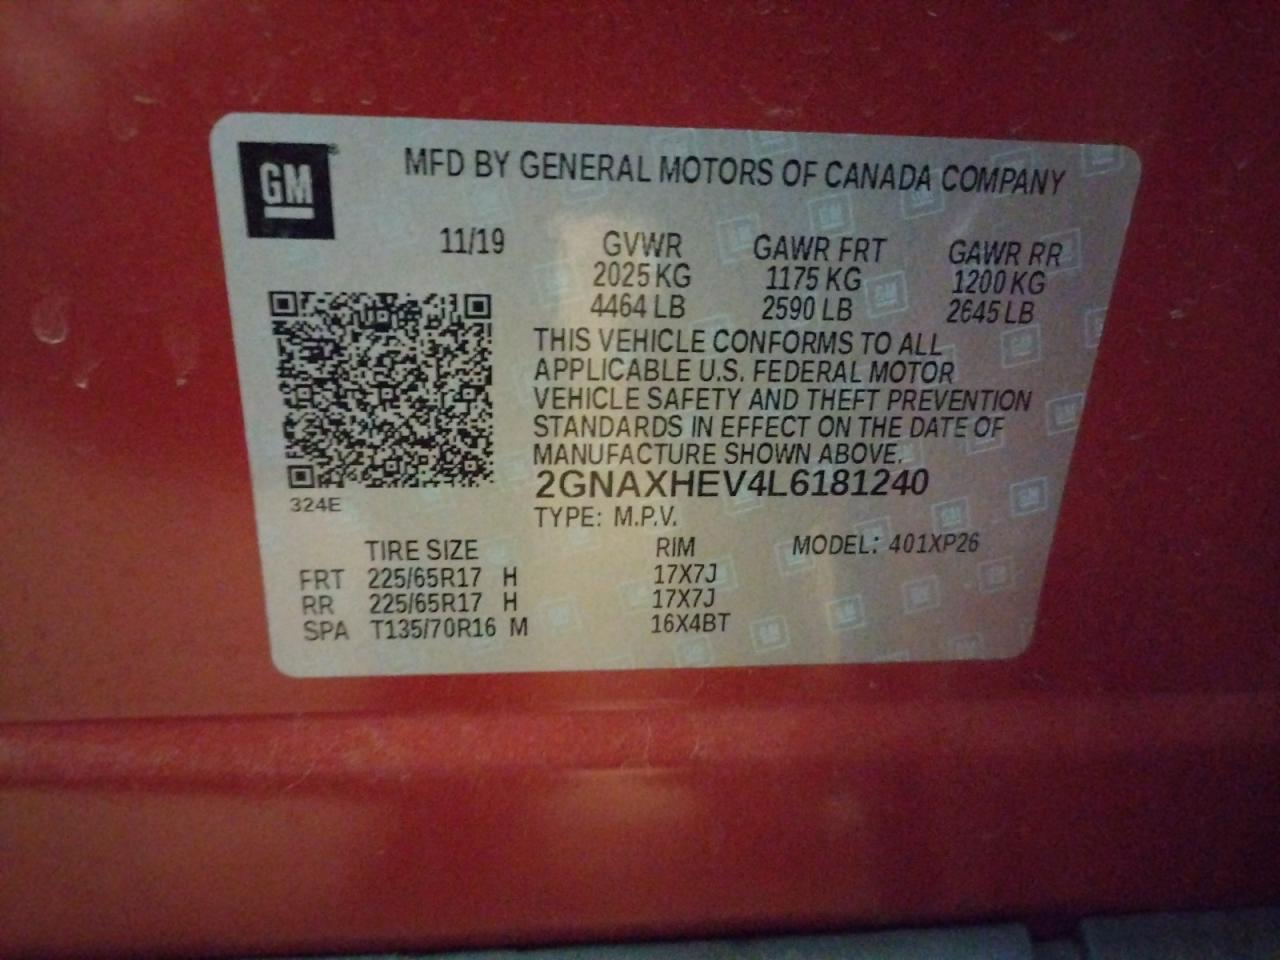 GM
MFD BY GENERAL MOTORS OF CANADA COMPANY
11/19
GVWR GAWR FRT GAWR RR
2025 KG 1175 KG 1200 KG
4464 LB 2590 LB 2645 LB
THIS VEHICLE CONFORMS TO ALL
APPLICABLE U.S. FEDERAL MOTOR
VEHICLE SAFETY AND THEFT PREVENTION
STANDARDS IN EFFECT ON THE DATE OF
MANUFACTURE SHOWN ABOVE.
2GNAXHEV4L6181240
324E
TYPE: M.P.V.
TIRE SIZE RIM MODEL: 401XP26
FRT 225/65R17 H 17X7J
RR 225/65R17 H 17X7J
SPA T135/70R16 M 16X4BT